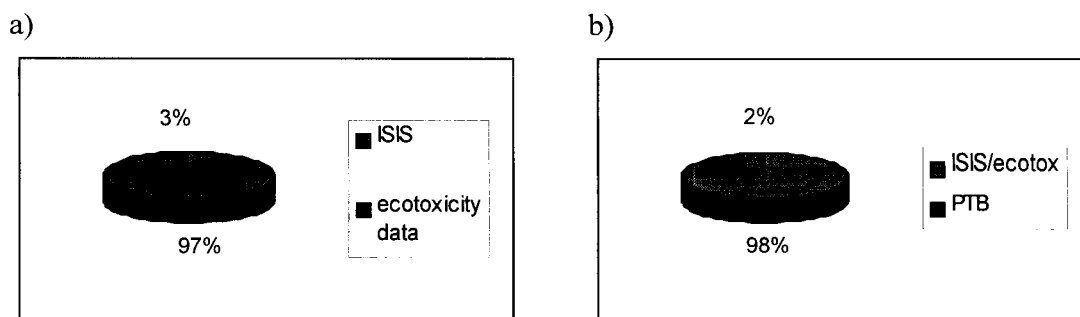 a)
b)
3%
ISIS
ecotoxicity
data
97%
2%
ISIS/ecotox
PTB
98%